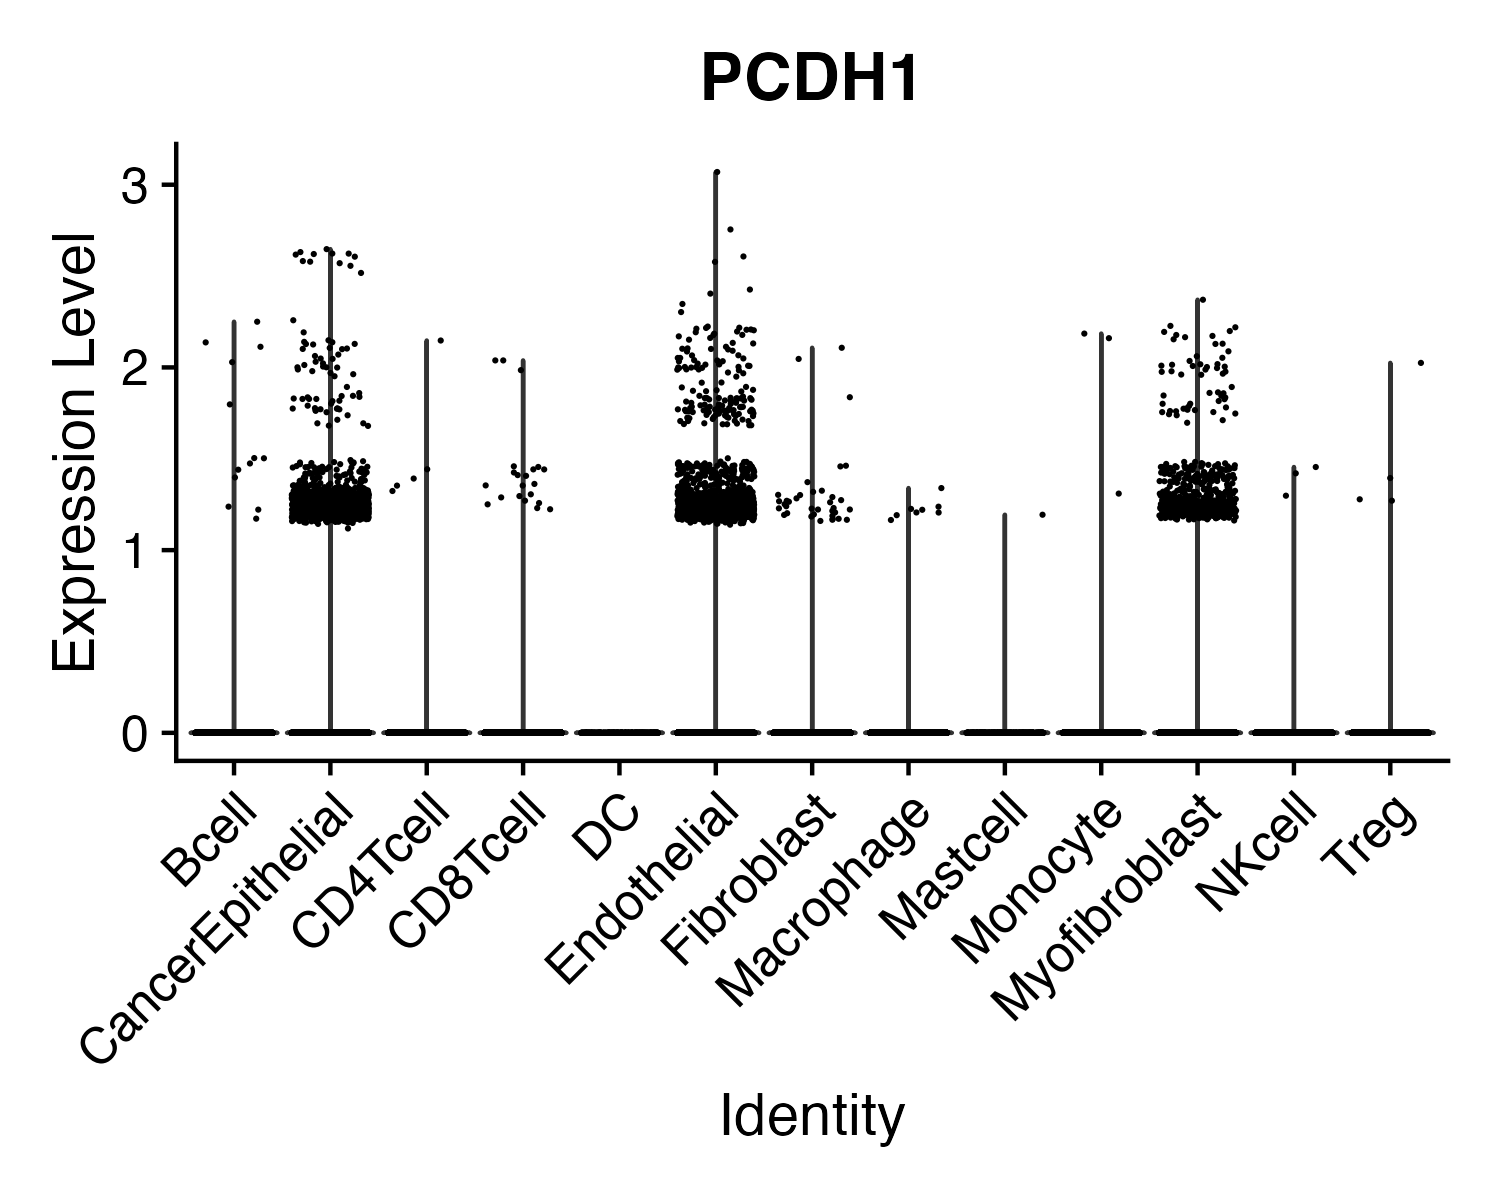 PCDH1
Expression Level
3
2
1
0
Bcell
CancerEpithelial
CD4Tcell
CD8Tcell
DC
Endothelial
Fibroblast
Macrophage
Mastcell
Monocyte
Myofibroblast
NKcell
Treg
Identity